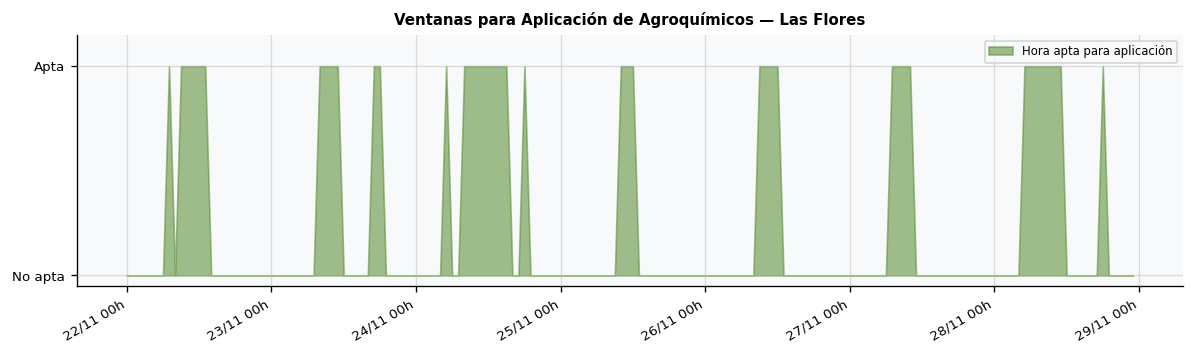 Ventanas para Aplicación de Agroquímicos — Las Flores
Hora apta para aplicación
Apta
No apta
22/11 00h
23/11 00h
24/11 00h
25/11 00h
26/11 00h
27/11 00h
28/11 00h
29/11 00h